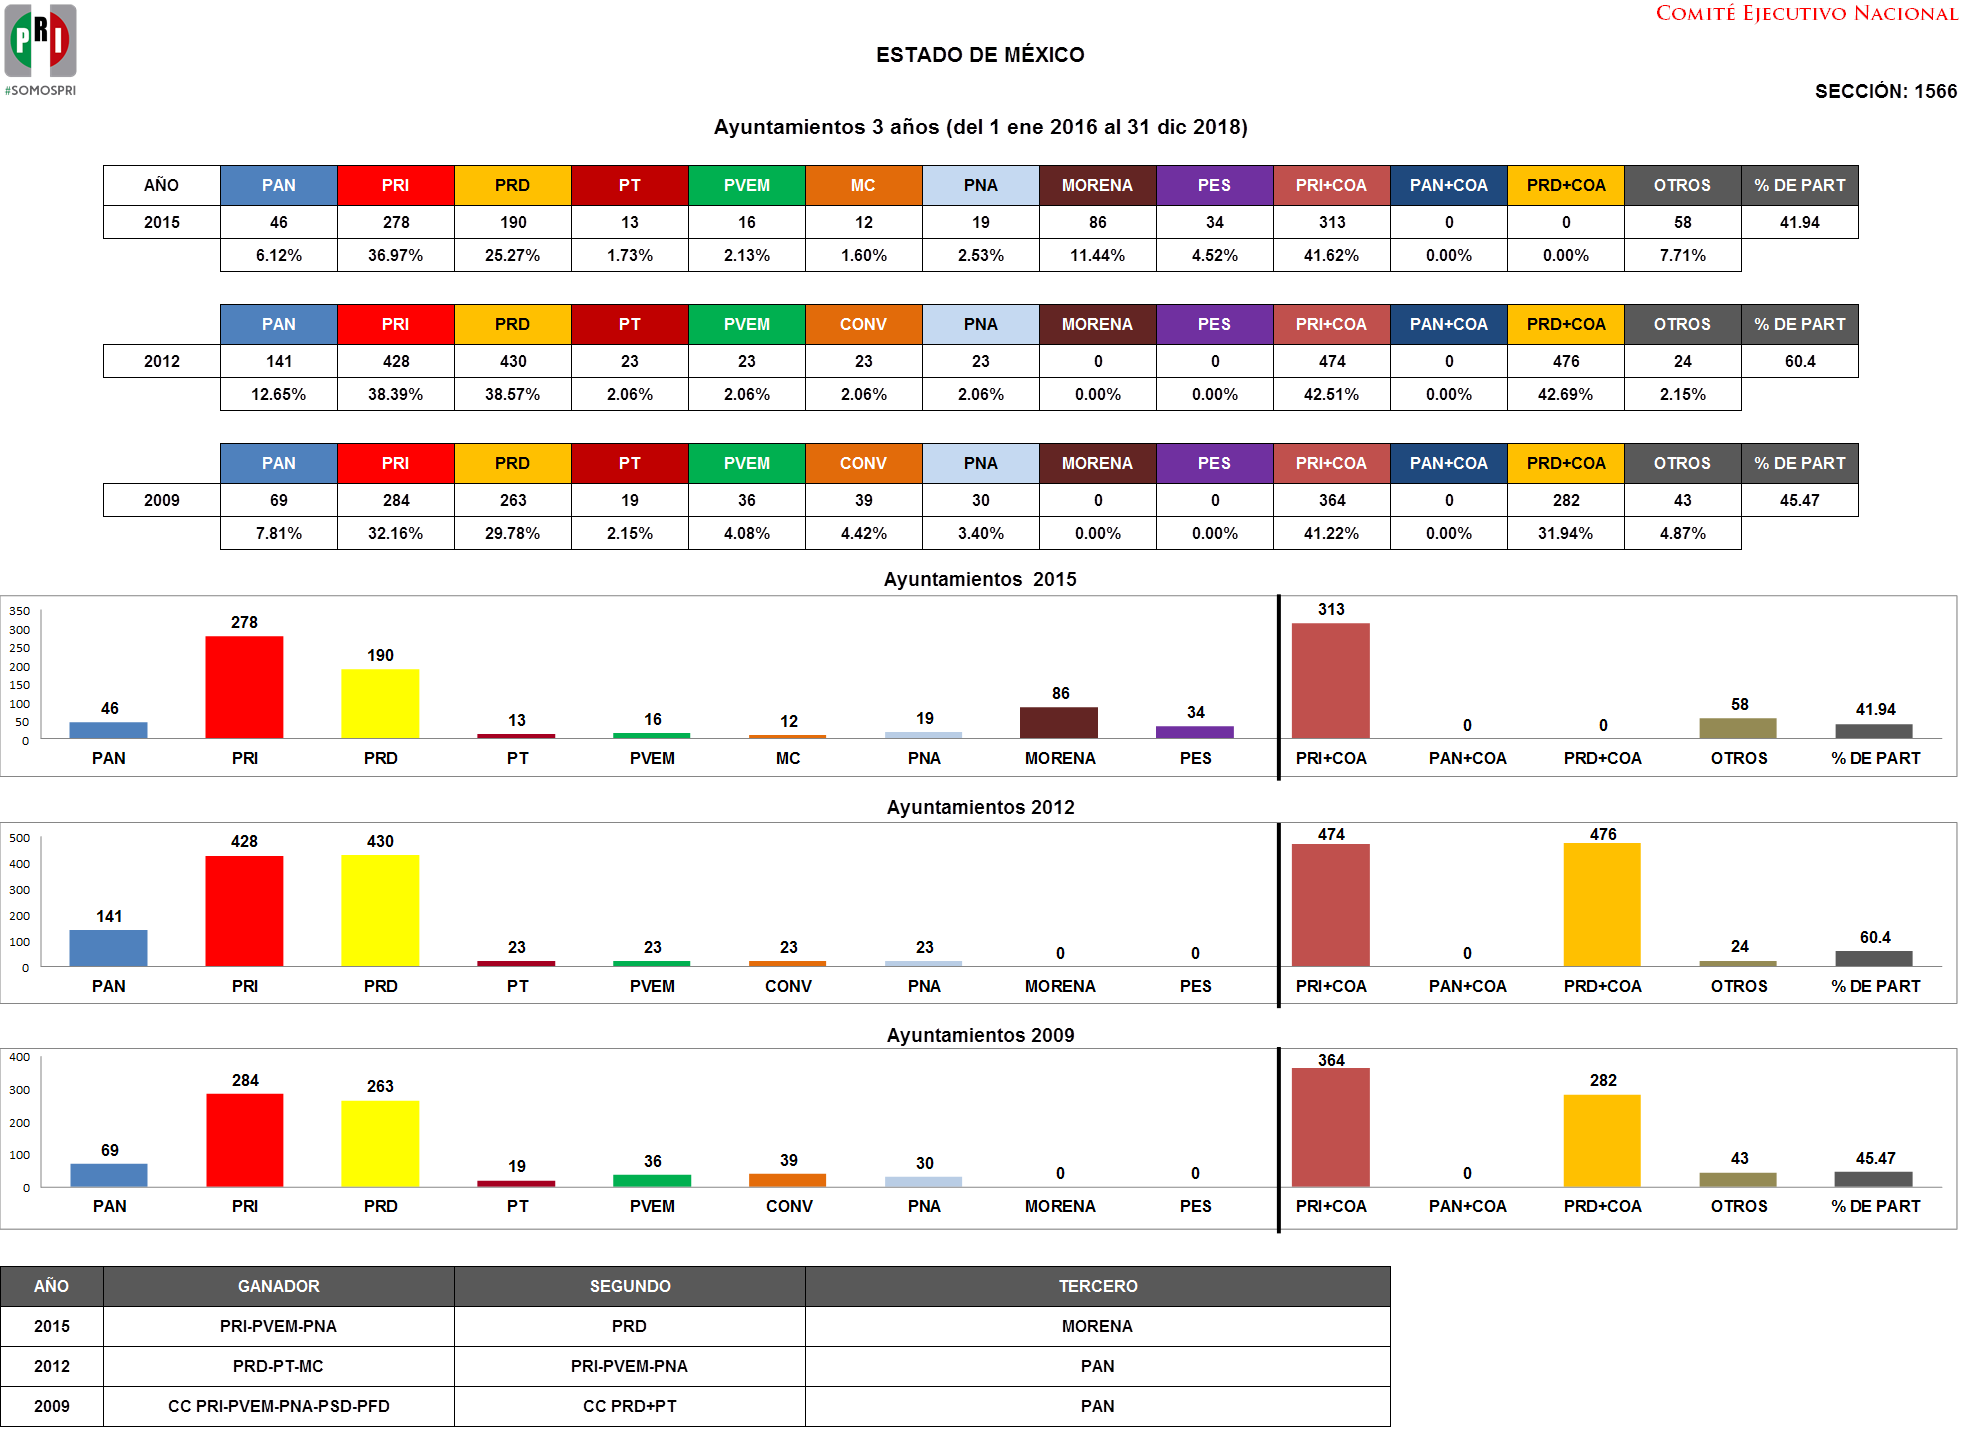 PRI
#SOMOSPRI
COMITÉ EJECUTIVO NACIONAL
ESTADO DE MÉXICO
SECCIÓN: 1566
Ayuntamientos 3 años (del 1 ene 2016 al 31 dic 2018)
AÑO PAN PRI PRD PT PVEM MC PNA MORENA PES PRI+COA PAN+COA PRD+COA OTROS % DE PART
2015 46 278 190 13 16 12 19 86 34 313 0 0 58 41.94
6.12% 36.97% 25.27% 1.73% 2.13% 1.60% 2.53% 11.44% 4.52% 41.62% 0.00% 0.00% 7.71%
PAN PRI PRD PT PVEM CONV PNA MORENA PES PRI+COA PAN+COA PRD+COA OTROS % DE PART
2012 141 428 430 23 23 23 23 0 0 474 0 476 24 60.4
12.65% 38.39% 38.57% 2.06% 2.06% 2.06% 2.06% 0.00% 0.00% 42.51% 0.00% 42.69% 2.15%
PAN PRI PRD PT PVEM CONV PNA MORENA PES PRI+COA PAN+COA PRD+COA OTROS % DE PART
2009 69 284 263 19 36 39 30 0 0 364 0 282 43 45.47
7.81% 32.16% 29.78% 2.15% 4.08% 4.42% 3.40% 0.00% 0.00% 41.22% 0.00% 31.94% 4.87%
Ayuntamientos 2015
350
300
250
200
150
100
50
0
46 278 190 13 16 12 19 86 34 313 0 0 58 41.94
PAN PRI PRD PT PVEM MC PNA MORENA PES PRI+COA PAN+COA PRD+COA OTROS % DE PART
Ayuntamientos 2012
500
400
300
200
100
0
141 428 430 23 23 23 23 0 0 474 0 476 24 60.4
PAN PRI PRD PT PVEM CONV PNA MORENA PES PRI+COA PAN+COA PRD+COA OTROS % DE PART
Ayuntamientos 2009
400
300
200
100
0
69 284 263 19 36 39 30 0 0 364 0 282 43 45.47
PAN PRI PRD PT PVEM CONV PNA MORENA PES PRI+COA PAN+COA PRD+COA OTROS % DE PART
AÑO GANADOR SEGUNDO TERCERO
2015 PRI-PVEM-PNA PRD MORENA
2012 PRD-PT-MC PRI-PVEM-PNA PAN
2009 CC PRI-PVEM-PNA-PSD-PFD CC PRD+PT PAN